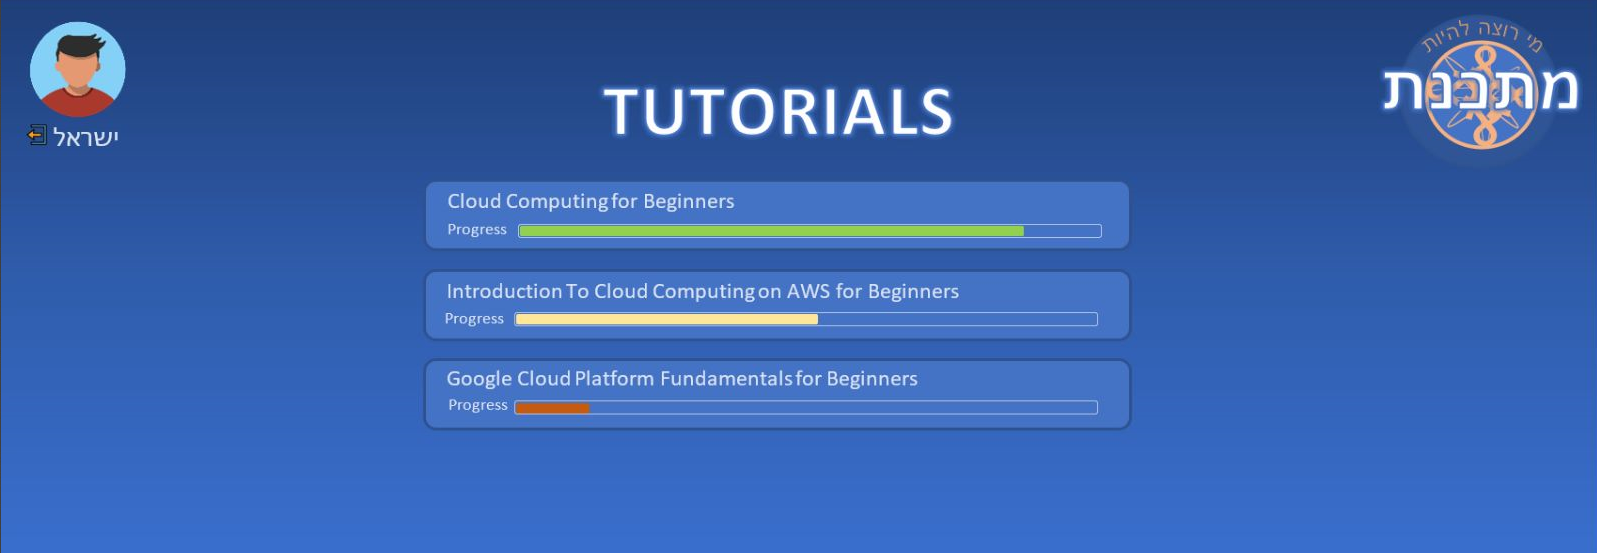 מי רוצה להיות
מתכנת
ישראל
TUTORIALS
Cloud Computing for Beginners
Progress
Introduction To Cloud Computing on AWS for Beginners
Progress
Google Cloud Platform Fundamentals for Beginners
Progress